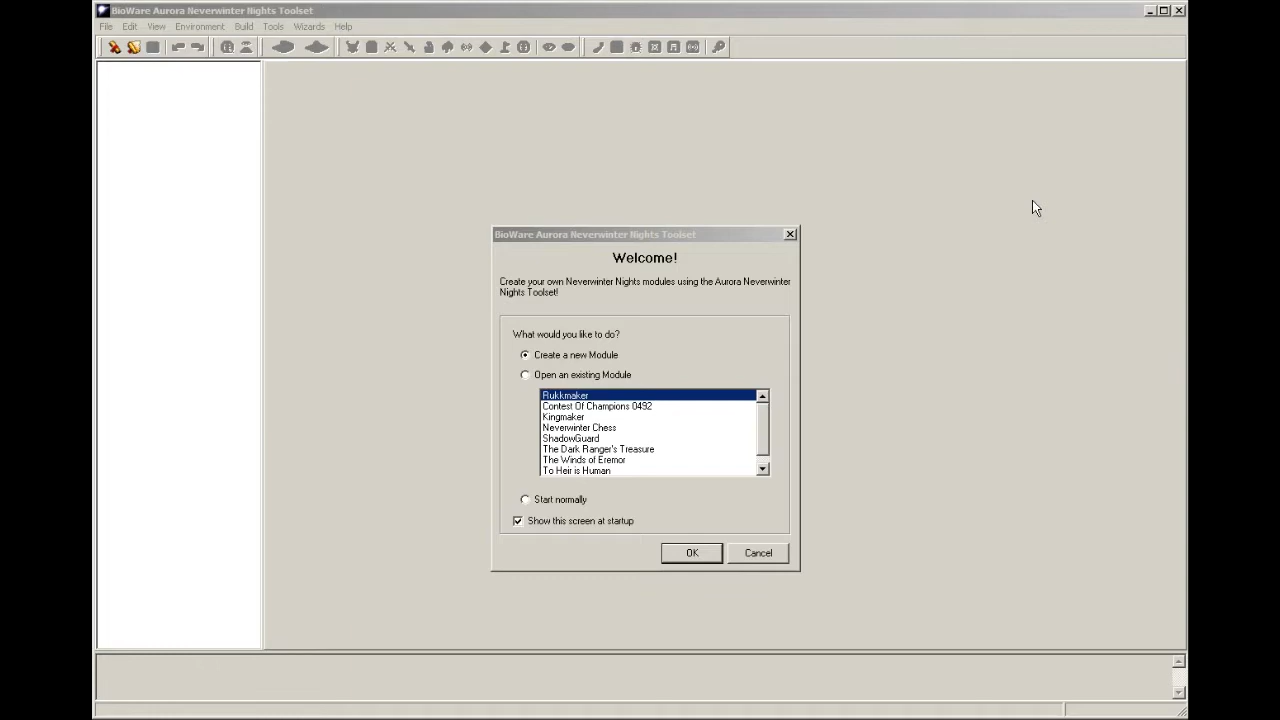 BioWare Aurora Neverwinter Nights Toolset
File Edit View Environment Build Tools Wizards Help
BioWare Aurora Neverwinter Nights Toolset
Welcome!
Create your own Neverwinter Nights modules using the Aurora Neverwinter
Nights Toolset!
What would you like to do?
Create a new Module
Open an existing Module
Rukkmaker
Contest Of Champions 0492
Kingmaker
Neverwinter Chess
ShadowGuard
The Dark Ranger's Treasure
The Winds of Eremor
To Heir is Human
Start normally
Show this screen at startup
OK Cancel